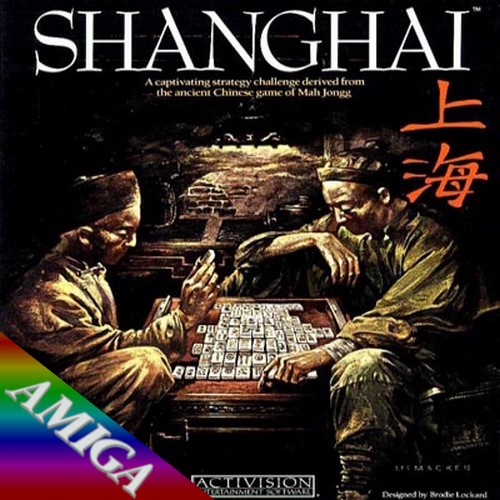 SHANGHAI™
A captivating strategy challenge derived from
the ancient Chinese game of Mah Jongg
上
海
AMIGA
ACTIVISION
ENTERTAINMENT SOFTWARE
Designed by Brodie Lockard